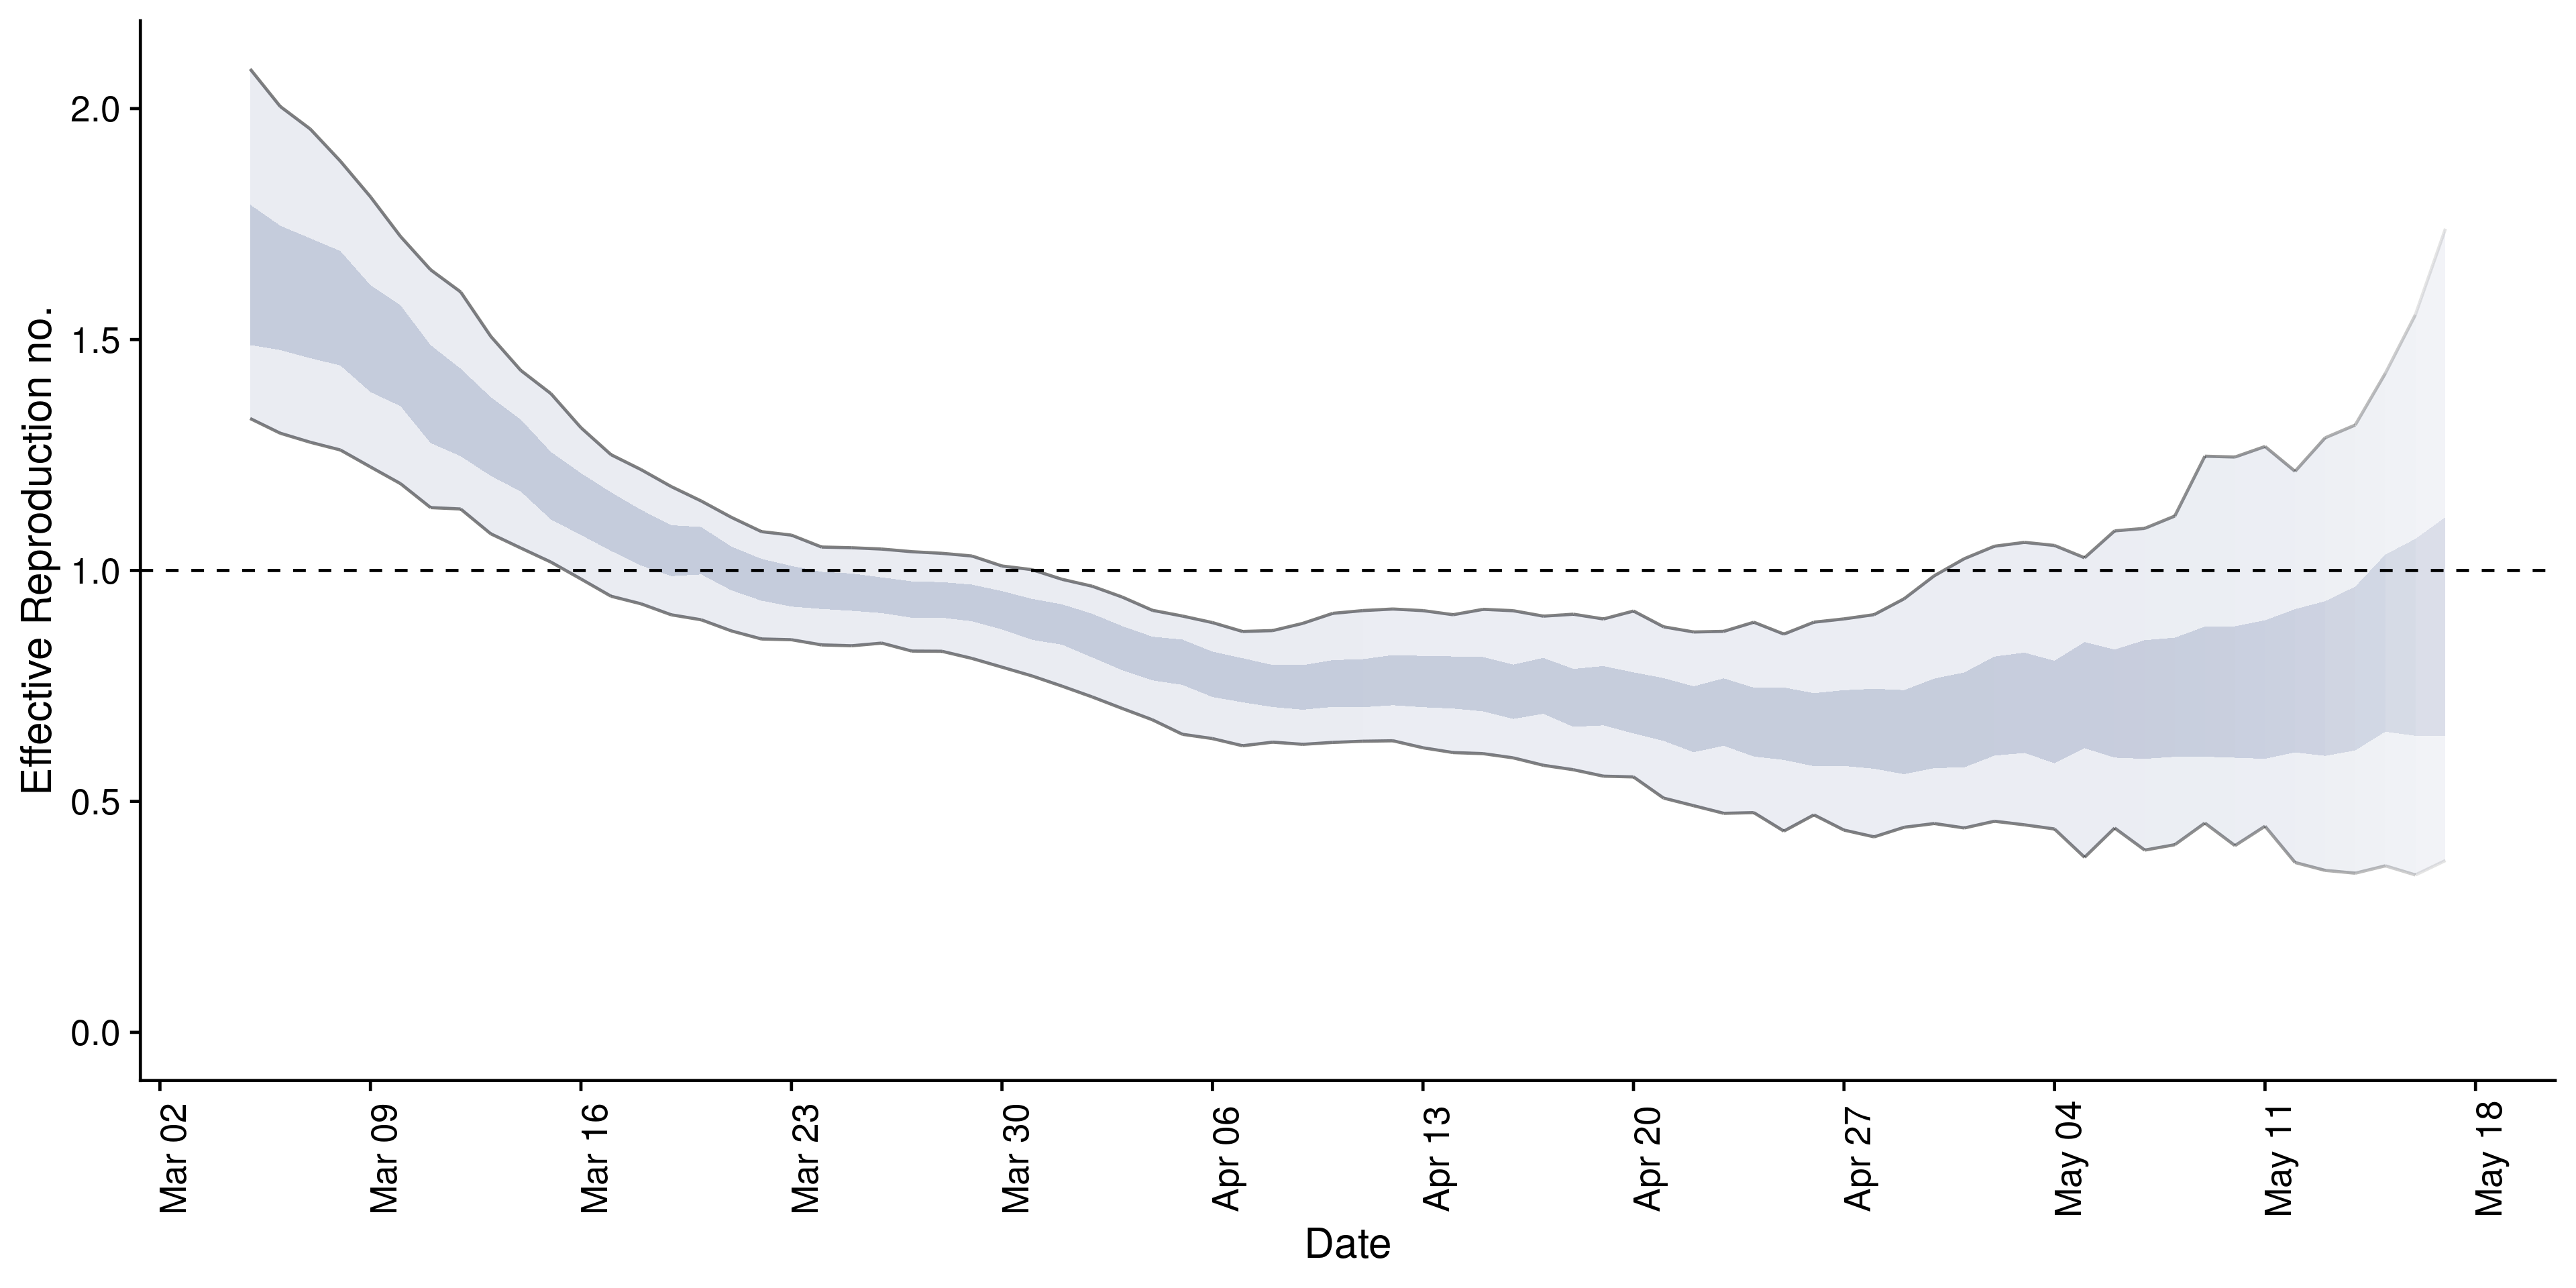 Effective Reproduction no.
2.0
1.5
1.0
0.5
0.0
Mar 02
Mar 09
Mar 16
Mar 23
Mar 30
Apr 06
Apr 13
Apr 20
Apr 27
May 04
May 11
May 18
Date